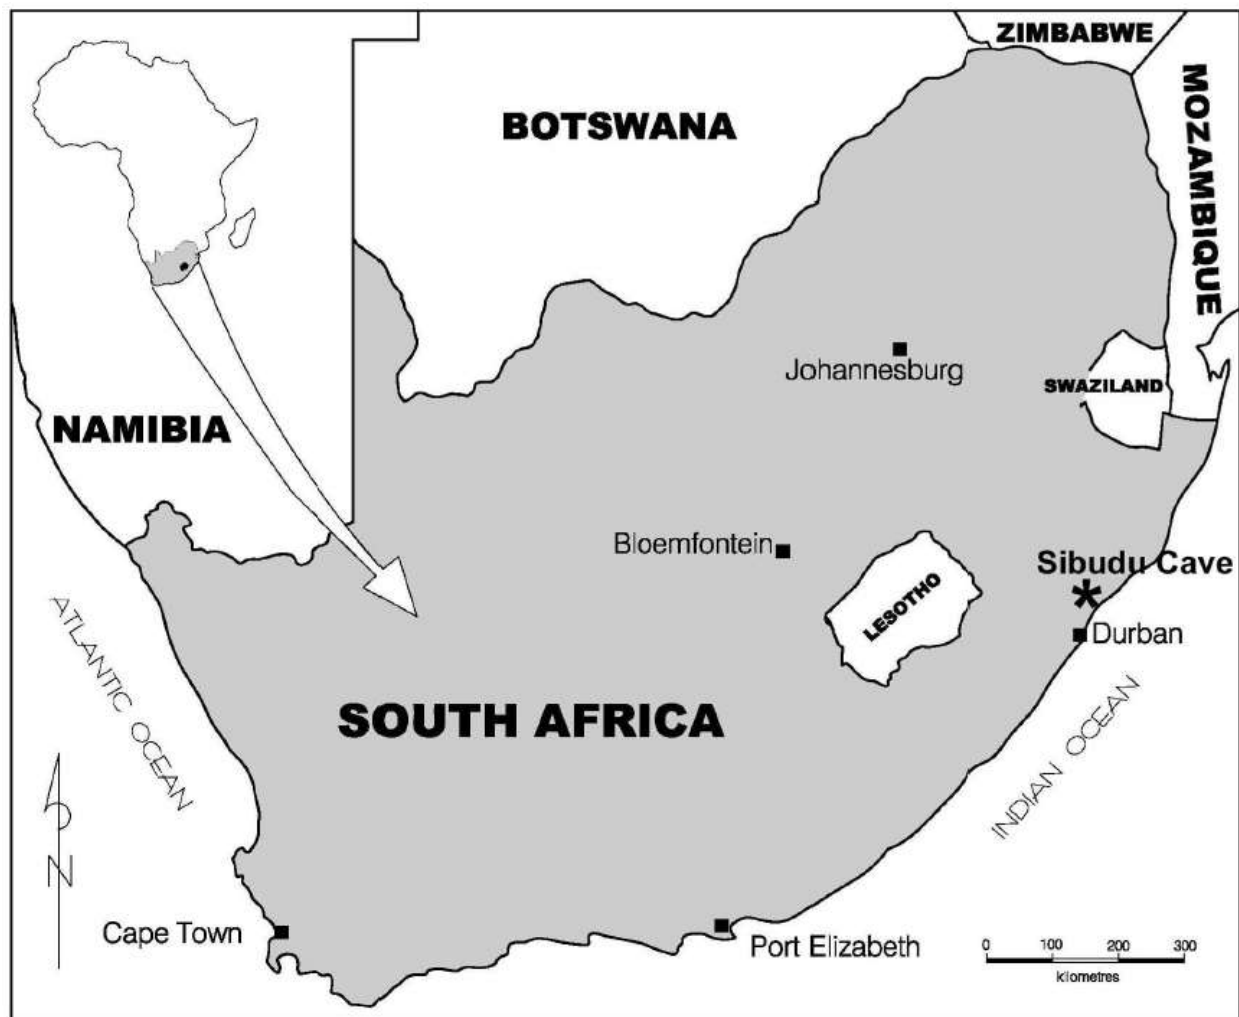 ZIMBABWE
BOTSWANA
MOZAMBIQUE
Johannesburg
SWAZILAND
NAMIBIA
Bloemfontein
Sibudu Cave
*
LESOTHO
Durban
ATLANTIC OCEAN
SOUTH AFRICA
INDIAN OCEAN
N
Cape Town
Port Elizabeth
0 100 200 300
kilometres